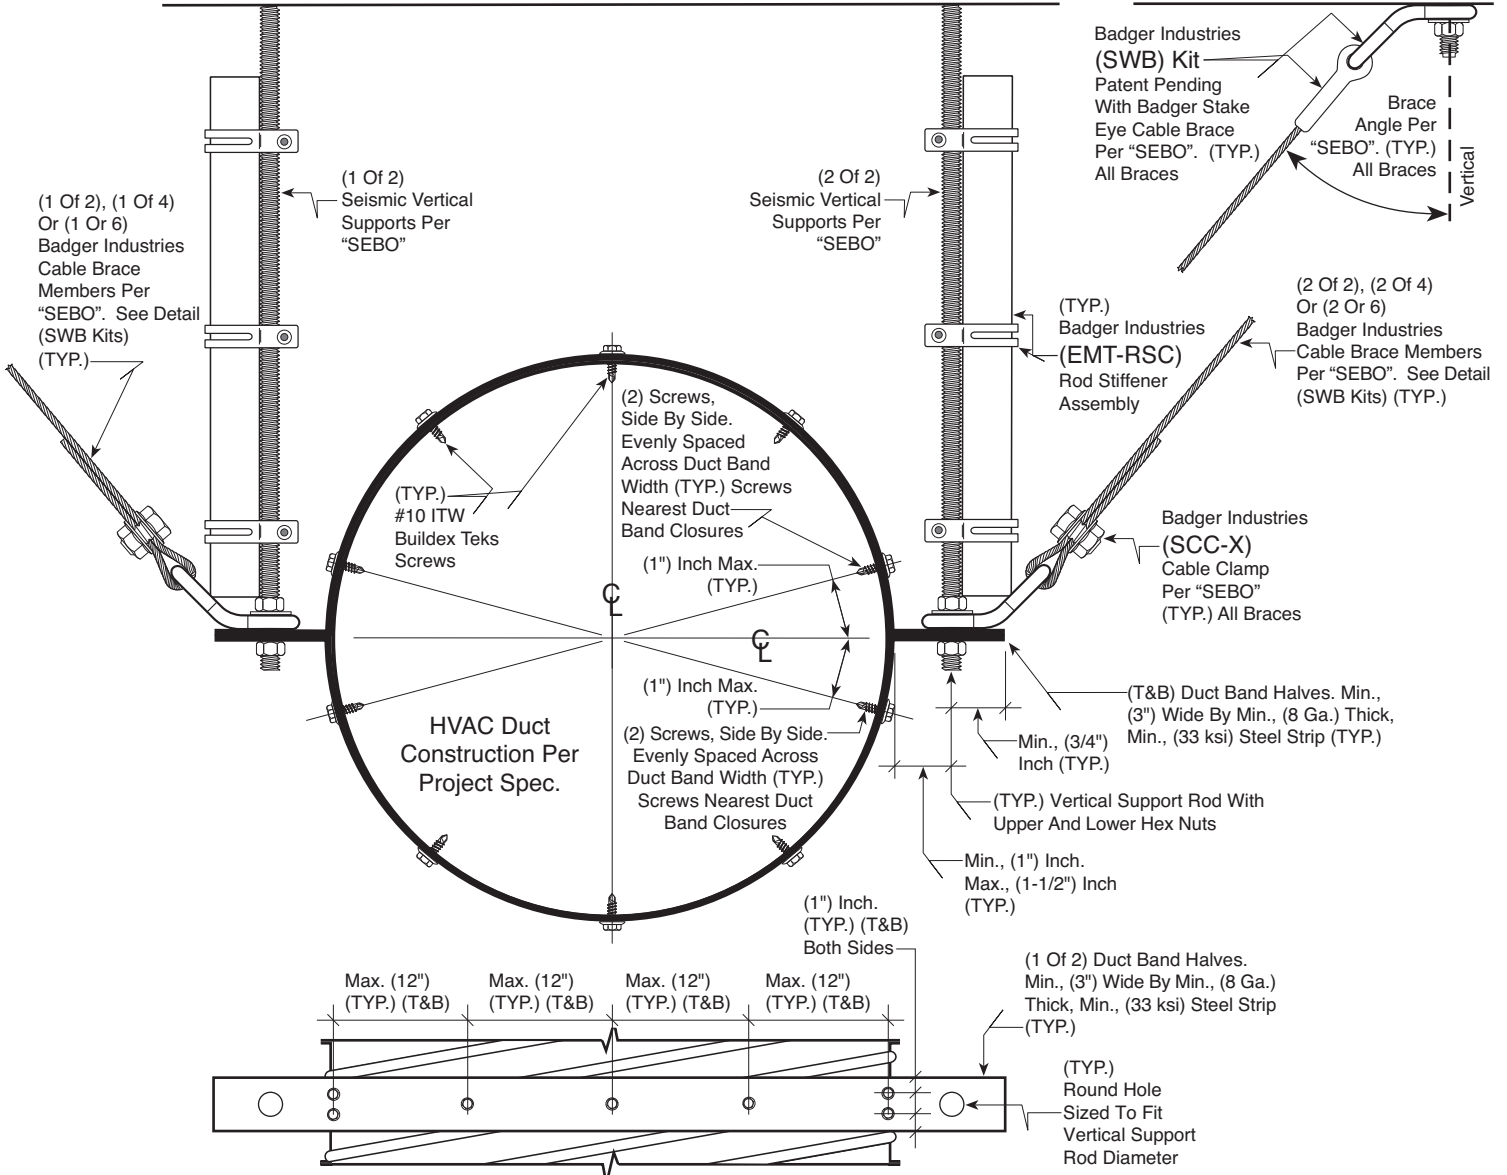 Badger Industries
(SWB) Kit
Patent Pending
With Badger Stake
Eye Cable Brace
Per “SEBO”. (TYP.)
All Braces
Brace
Angle Per
“SEBO”. (TYP.)
All Braces
Vertical
(1 Of 2)
Seismic Vertical
Supports Per
“SEBO”
(2 Of 2)
Seismic Vertical
Supports Per
“SEBO”
(1 Of 2), (1 Of 4)
Or (1 Or 6)
Badger Industries
Cable Brace
Members Per
“SEBO”. See Detail
(SWB Kits)
(TYP.)
(TYP.)
Badger Industries
(EMT-RSC)
Rod Stiffener
Assembly
(2 Of 2), (2 Of 4)
Or (2 Or 6)
Badger Industries
Cable Brace Members
Per “SEBO”. See Detail
(SWB Kits) (TYP.)
(2) Screws,
Side By Side.
Evenly Spaced
Across Duct Band
Width (TYP.) Screws
Nearest Duct
Band Closures
(TYP.)
#10 ITW
Buildex Teks
Screws
(1") Inch Max.
(TYP.)
CL
CL
Badger Industries
(SCC-X)
Cable Clamp
Per “SEBO”
(TYP.) All Braces
(1") Inch Max.
(TYP.)
(2) Screws, Side By Side.
Evenly Spaced Across
Duct Band Width (TYP.)
Screws Nearest Duct
Band Closures
HVAC Duct
Construction Per
Project Spec.
(T&B) Duct Band Halves. Min.,
(3") Wide By Min., (8 Ga.) Thick,
Min., (33 ksi) Steel Strip (TYP.)
Min., (3/4")
Inch (TYP.)
(TYP.) Vertical Support Rod With
Upper And Lower Hex Nuts
Min., (1") Inch.
Max., (1-1/2") Inch
(TYP.)
(1") Inch.
(TYP.) (T&B)
Both Sides
Max. (12")
(TYP.) (T&B)
Max. (12")
(TYP.) (T&B)
Max. (12")
(TYP.) (T&B)
Max. (12")
(TYP.) (T&B)
(1 Of 2) Duct Band Halves.
Min., (3") Wide By Min., (8 Ga.)
Thick, Min., (33 ksi) Steel Strip
(TYP.)
(TYP.)
Round Hole
Sized To Fit
Vertical Support
Rod Diameter